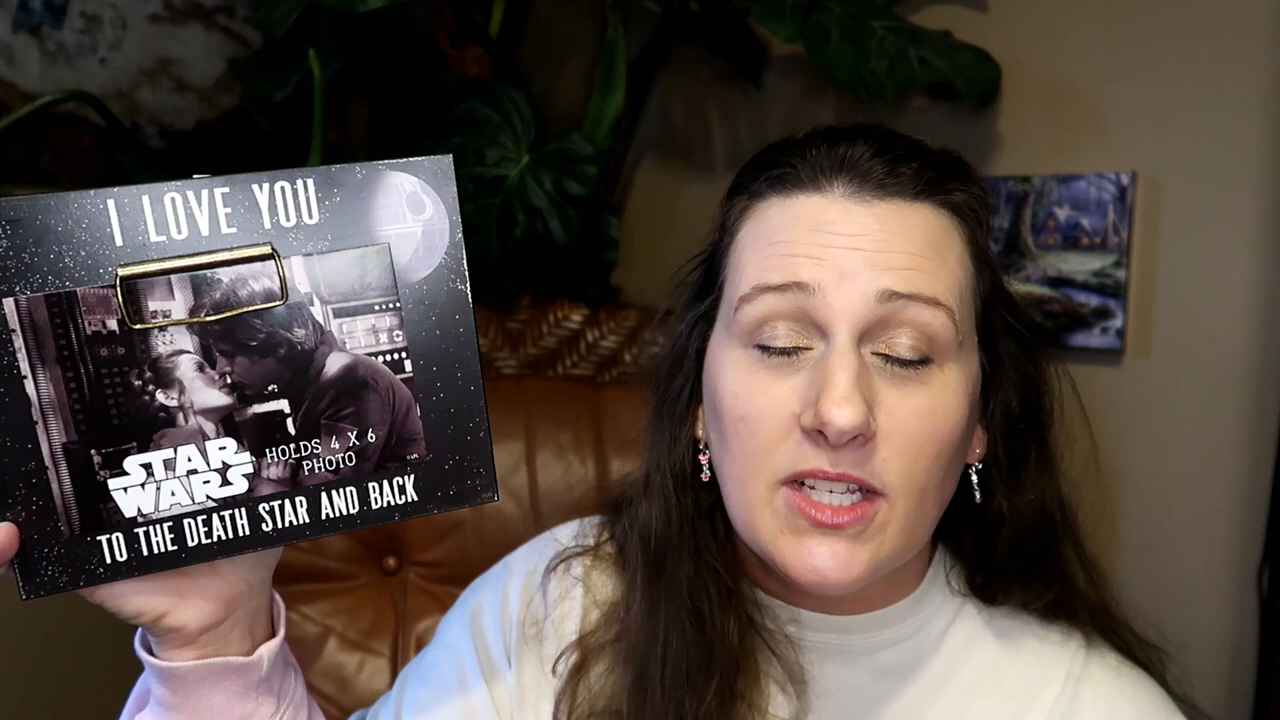 I LOVE YOU
STAR
WARS
HOLDS 4 X 6
PHOTO
TO THE DEATH STAR AND BACK